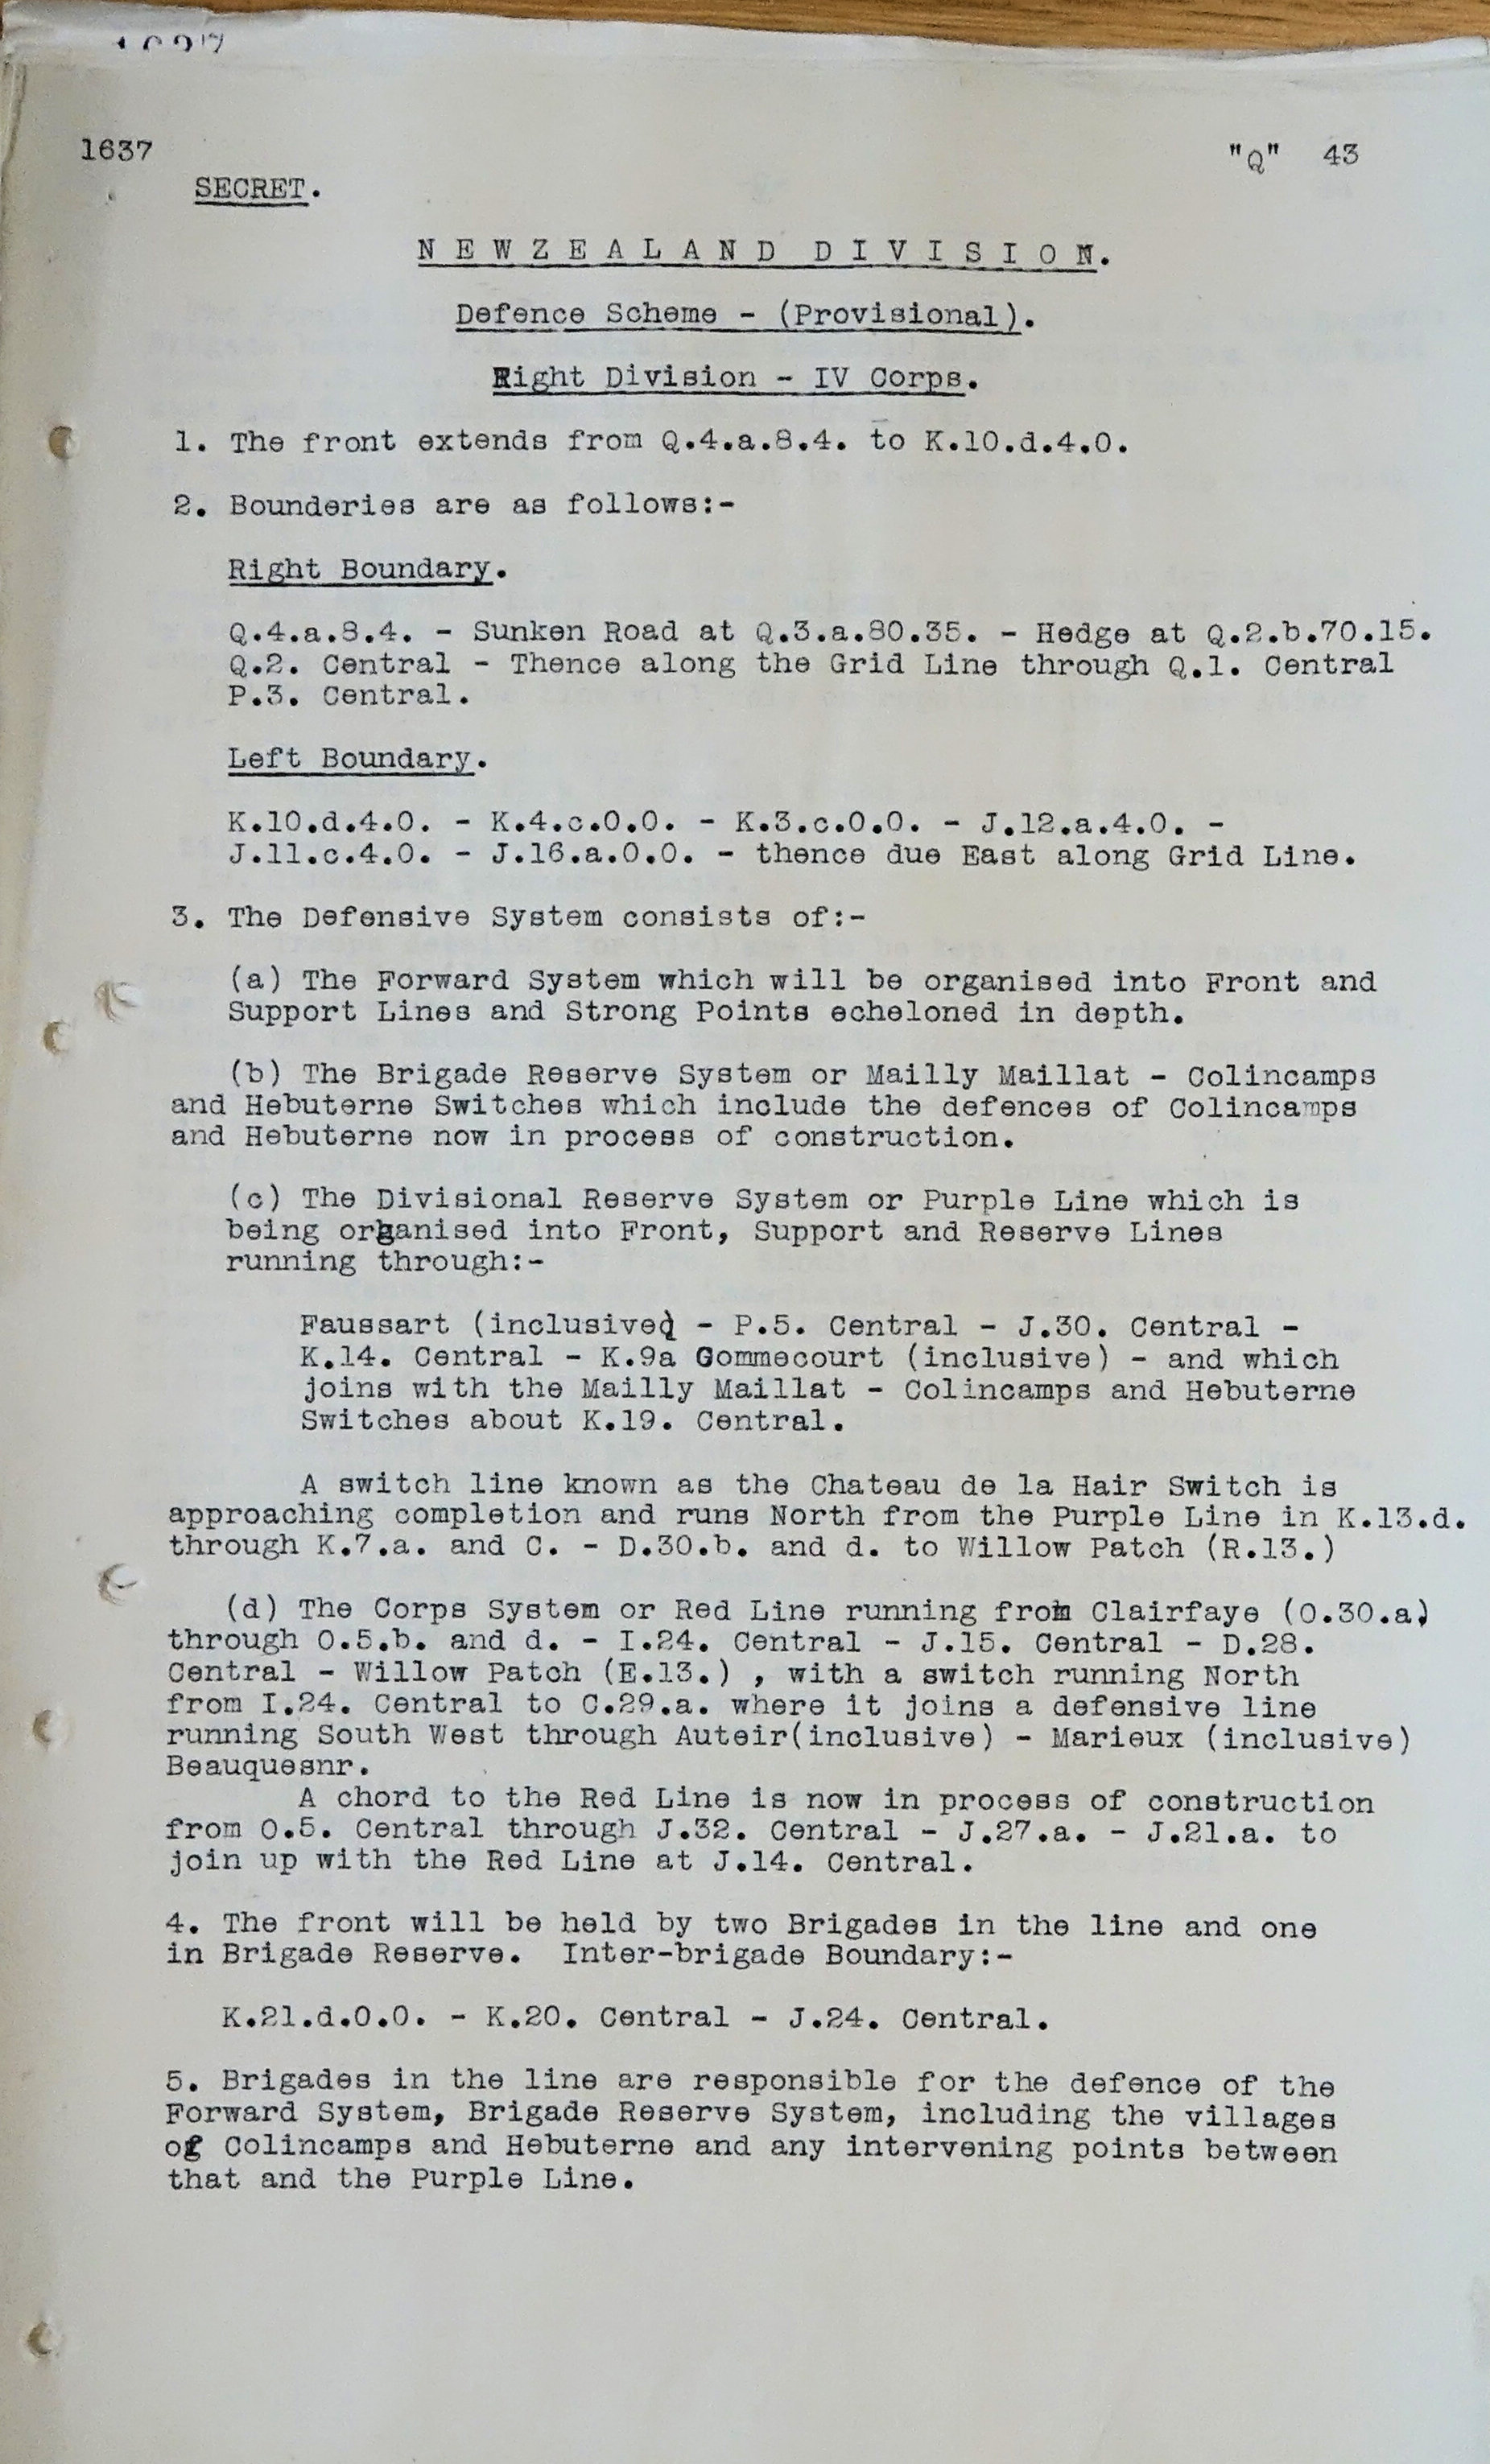 1637
"Q" 43
SECRET.
N E W Z E A L A N D D I V I S I O N.
Defence Scheme - (Provisional).
Right Division - IV Corps.
1. The front extends from Q.4.a.8.4. to K.10.d.4.0.
2. Bounderies are as follows:-
Right Boundary.
Q.4.a.8.4. - Sunken Road at Q.3.a.80.35. - Hedge at Q.2.b.70.15.
Q.2. Central - Thence along the Grid Line through Q.1. Central
P.3. Central.
Left Boundary.
K.10.d.4.0. - K.4.c.0.0. - K.3.c.0.0. - J.12.a.4.0. -
J.11.c.4.0. - J.16.a.0.0. - thence due East along Grid Line.
3. The Defensive System consists of:-
(a) The Forward System which will be organised into Front and
Support Lines and Strong Points echeloned in depth.
(b) The Brigade Reserve System or Mailly Maillat - Colincamps
and Hebuterne Switches which include the defences of Colincamps
and Hebuterne now in process of construction.
(c) The Divisional Reserve System or Purple Line which is
being organised into Front, Support and Reserve Lines
running through:-
Faussart (inclusive) - P.5. Central - J.30. Central -
K.14. Central - K.9a Gommecourt (inclusive) - and which
joins with the Mailly Maillat - Colincamps and Hebuterne
Switches about K.19. Central.
A switch line known as the Chateau de la Hair Switch is
approaching completion and runs North from the Purple Line in K.13.d.
through K.7.a. and C. - D.30.b. and d. to Willow Patch (R.13.)
(d) The Corps System or Red Line running from Clairfaye (O.30.a)
through O.5.b. and d. - I.24. Central - J.15. Central - D.28.
Central - Willow Patch (E.13.) , with a switch running North
from I.24. Central to C.29.a. where it joins a defensive line
running South West through Auteir(inclusive) - Marieux (inclusive)
Beauquesnr.
A chord to the Red Line is now in process of construction
from O.5. Central through J.32. Central - J.27.a. - J.21.a. to
join up with the Red Line at J.14. Central.
4. The front will be held by two Brigades in the line and one
in Brigade Reserve. Inter-brigade Boundary:-
K.21.d.0.0. - K.20. Central - J.24. Central.
5. Brigades in the line are responsible for the defence of the
Forward System, Brigade Reserve System, including the villages
of Colincamps and Hebuterne and any intervening points between
that and the Purple Line.